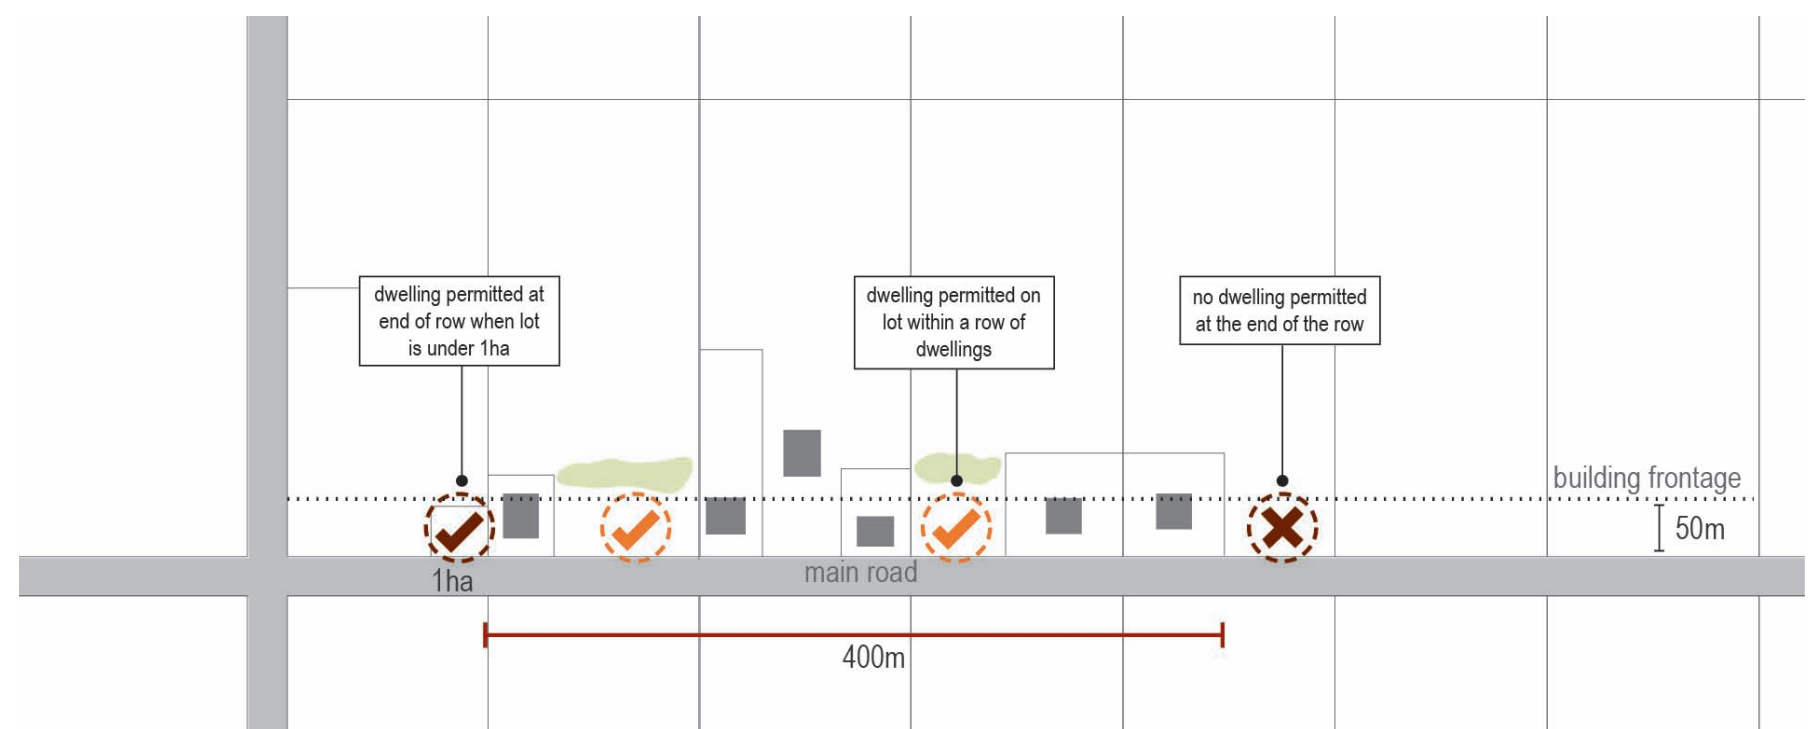 dwelling permitted at
end of row when lot
is under 1ha
dwelling permitted on
lot within a row of
dwellings
no dwelling permitted
at the end of the row
building frontage
50m
1ha
main road
400m